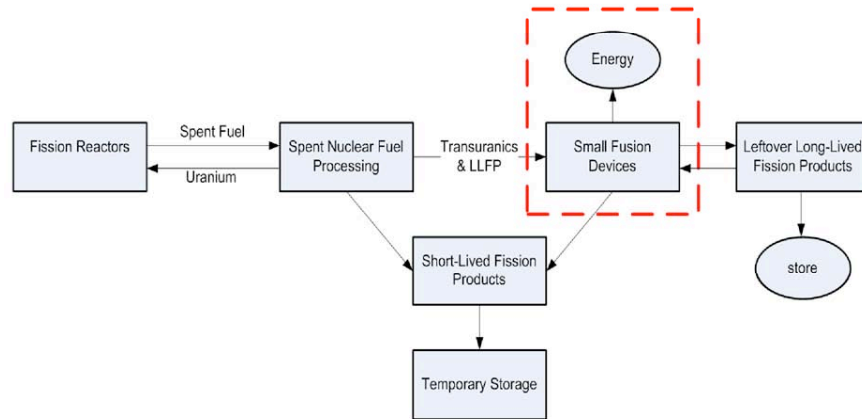 Energy
Spent Fuel
Fission Reactors
Spent Nuclear Fuel
Processing
Transuranics
& LLFP
Small Fusion
Devices
Leftover Long-Lived
Fission Products
Uranium
Short-Lived Fission
Products
store
Temporary Storage